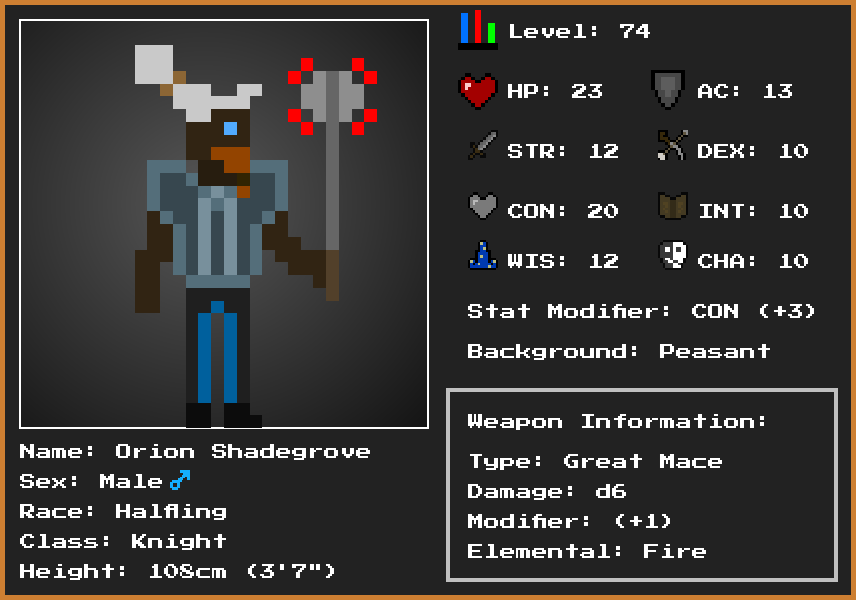 Level: 74
HP: 23
AC: 13
STR: 12
DEX: 10
CON: 20
INT: 10
WIS: 12
CHA: 10
Stat Modifier: CON (+3)
Background: Peasant
Weapon Information:
Type: Great Mace
Damage: d6
Modifier: (+1)
Elemental: Fire
Name: Orion Shadegrove
Sex: Male♂
Race: Halfling
Class: Knight
Height: 108cm (3'7")